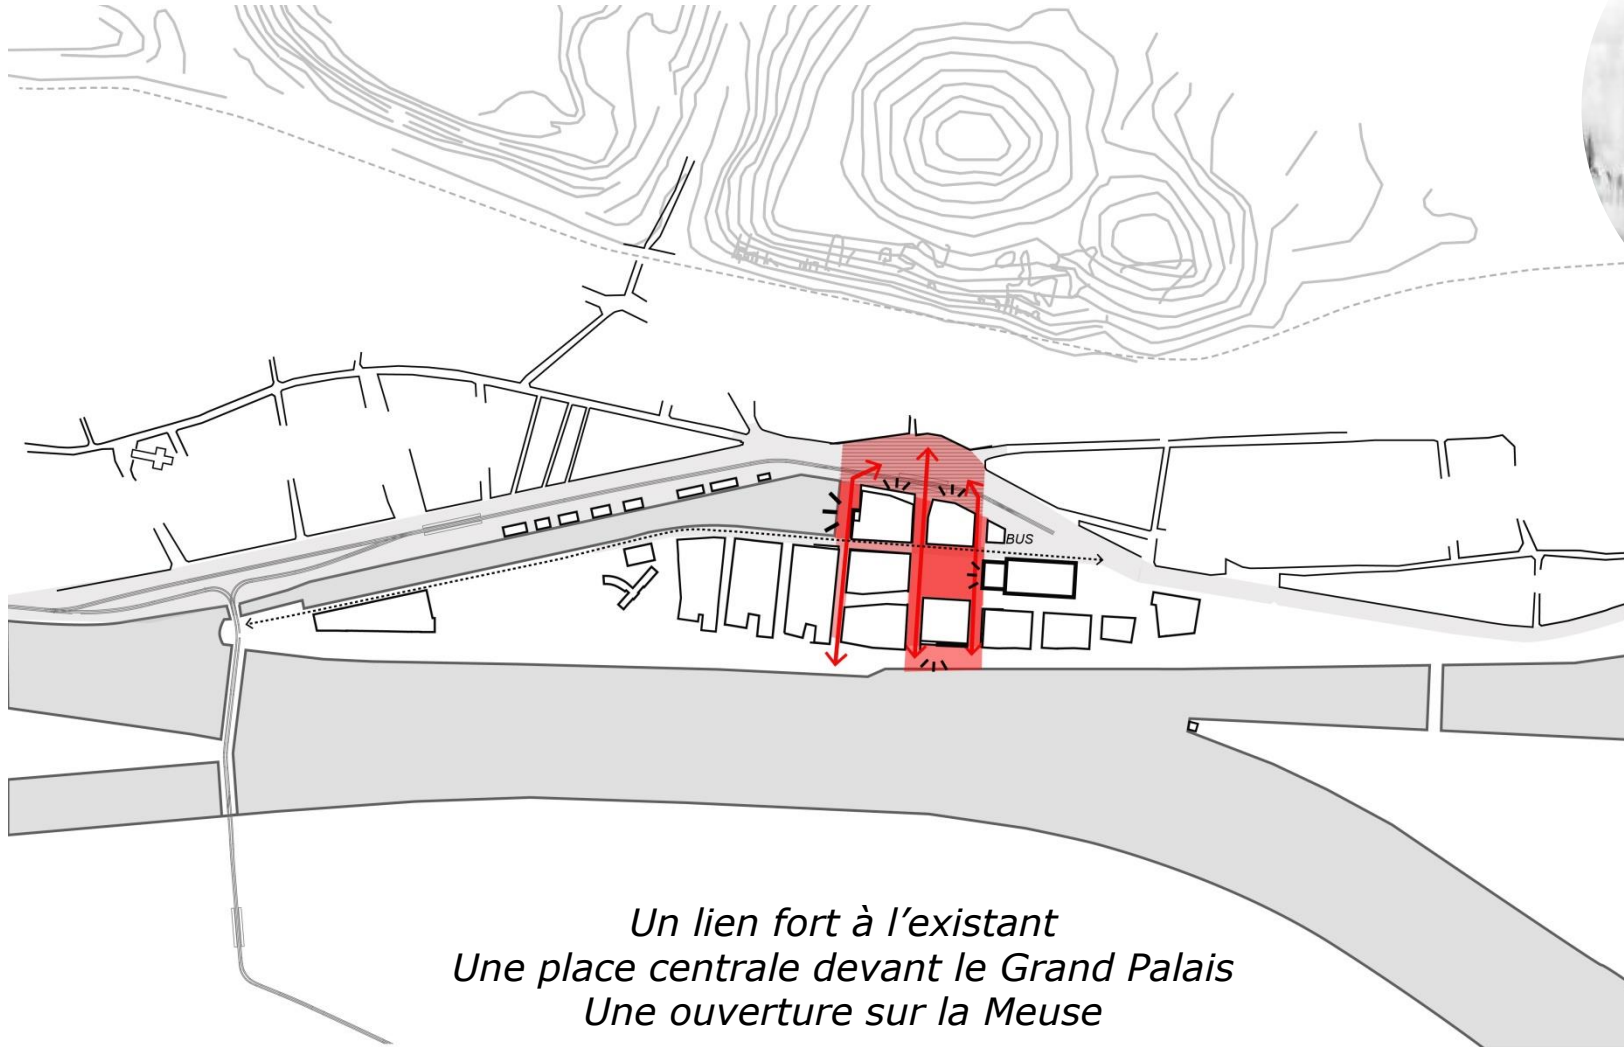 BUS
Un lien fort à l’existant
Une place centrale devant le Grand Palais
Une ouverture sur la Meuse